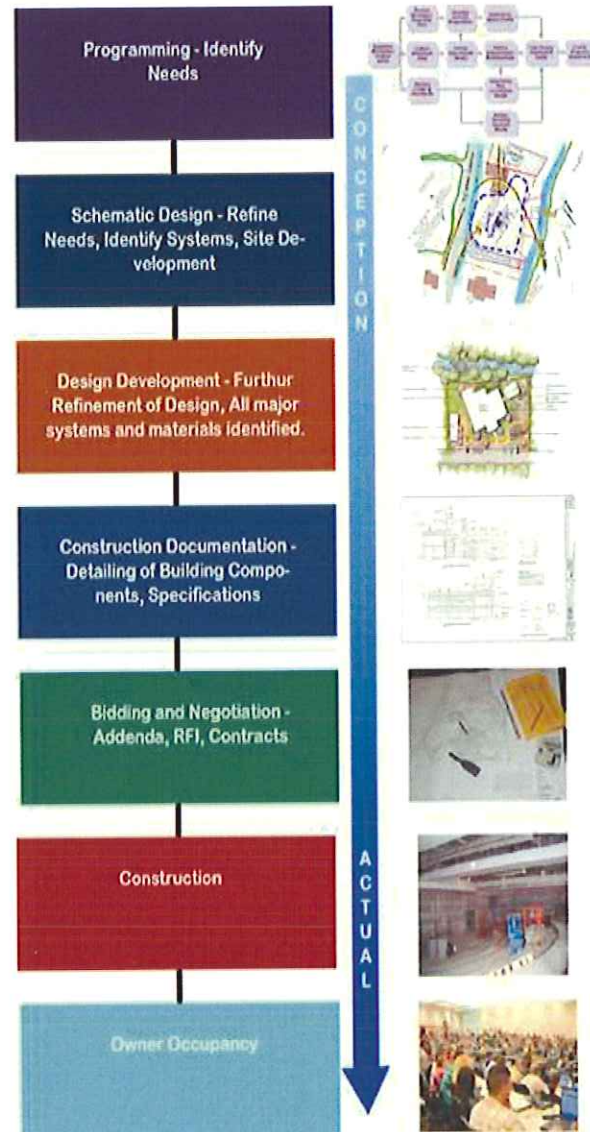 Programming - Identify
Needs
Schematic Design - Refine
Needs, Identify Systems, Site De-
velopment
Design Development - Furthur
Refinement of Design, All major
systems and materials identified.
Construction Documentation -
Detailing of Building Compo-
nents, Specifications
Bidding and Negotiation -
Addenda, RFI, Contracts
Construction
Owner Occupancy
CONCEPTION
ACTUAL